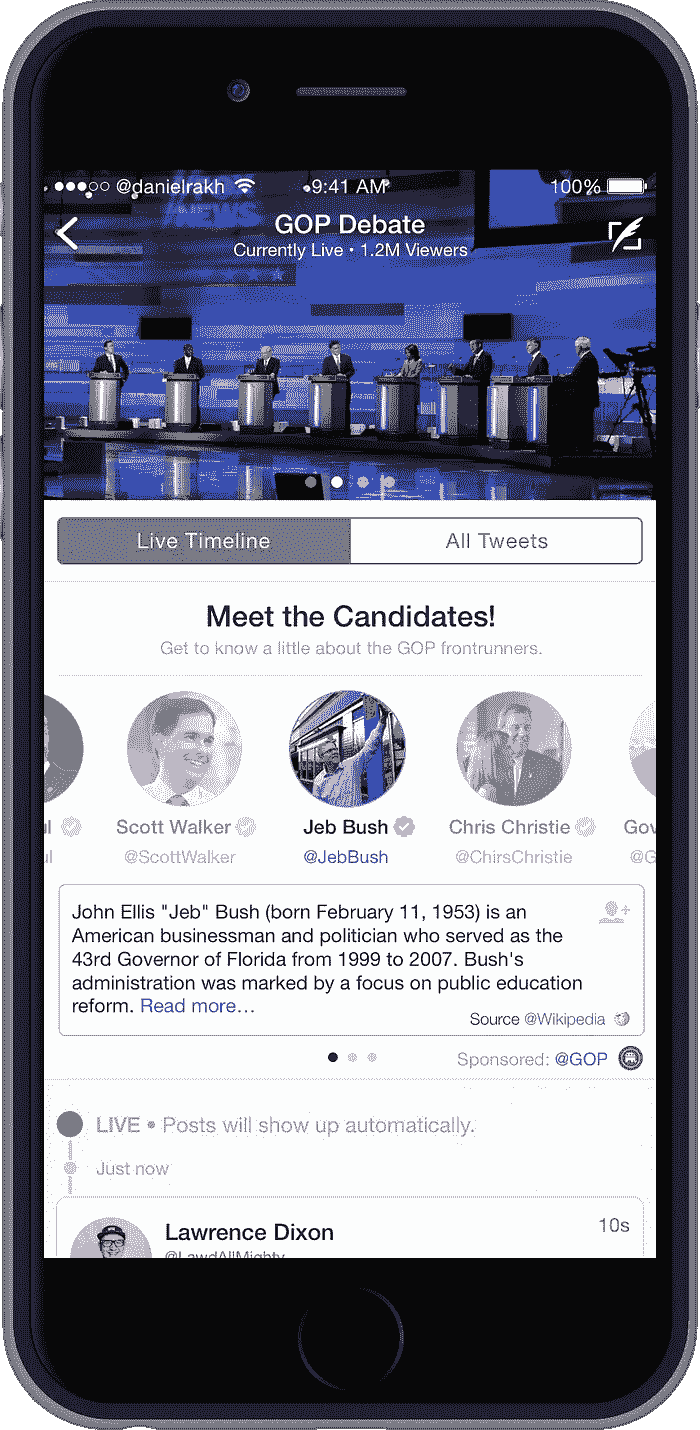 @danielrakh 9:41 AM 100%
GOP Debate
Currently Live • 1.2M Viewers
Live Timeline All Tweets
Meet the Candidates!
Get to know a little about the GOP frontrunners.
ul Scott Walker Jeb Bush Chris Christie Gov
ul @ScottWalker @JebBush @ChirsChristie @G
John Ellis "Jeb" Bush (born February 11, 1953) is an
American businessman and politician who served as the
43rd Governor of Florida from 1999 to 2007. Bush's
administration was marked by a focus on public education
reform. Read more...
Source @Wikipedia
Sponsored: @GOP
LIVE • Posts will show up automatically.
Just now
Lawrence Dixon 10s
@LawdAllMighty